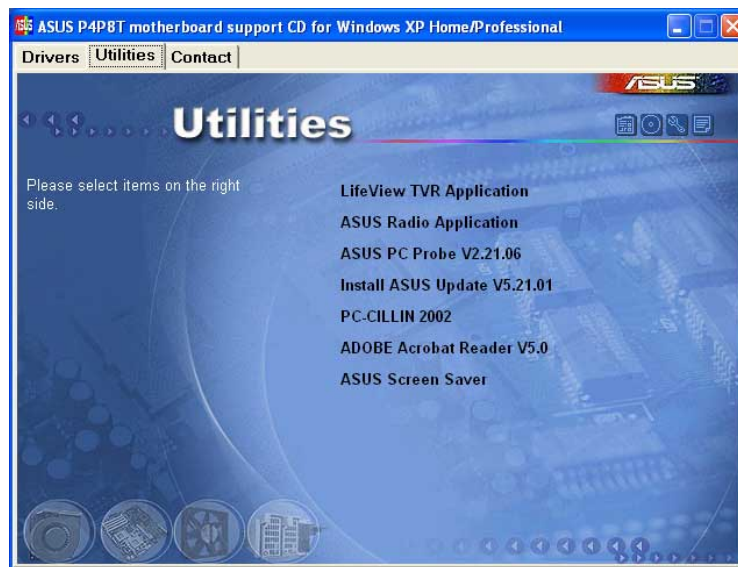 ASUS P4P8T motherboard support CD for Windows XP Home/Professional
Drivers Utilities Contact
ASUS
Utilities
Please select items on the right
side.
LifeView TVR Application
ASUS Radio Application
ASUS PC Probe V2.21.06
Install ASUS Update V5.21.01
PC-CILLIN 2002
ADOBE Acrobat Reader V5.0
ASUS Screen Saver